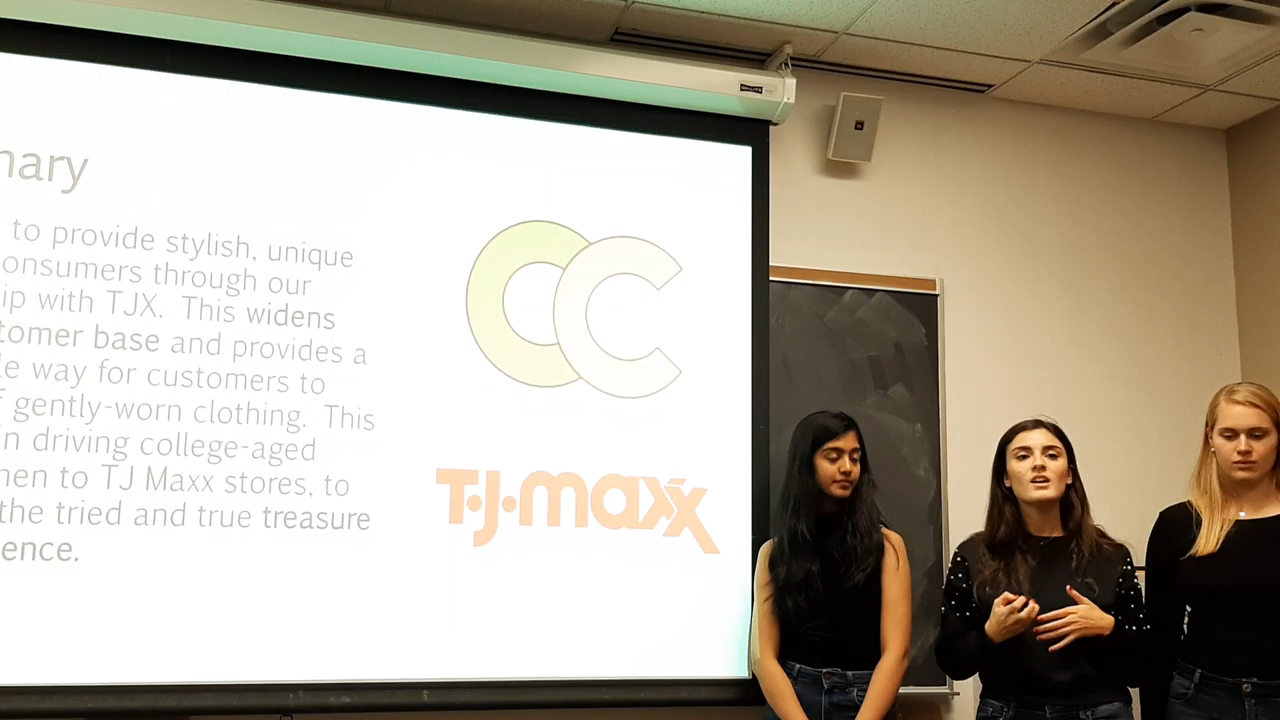 mary
to provide stylish, unique
onsumers through our
ip with TJX. This widens
tomer base and provides a
le way for customers to
f gently-worn clothing. This
in driving college-aged
men to TJ Maxx stores, to
the tried and true treasure
ence.
CC
T·J·maxx